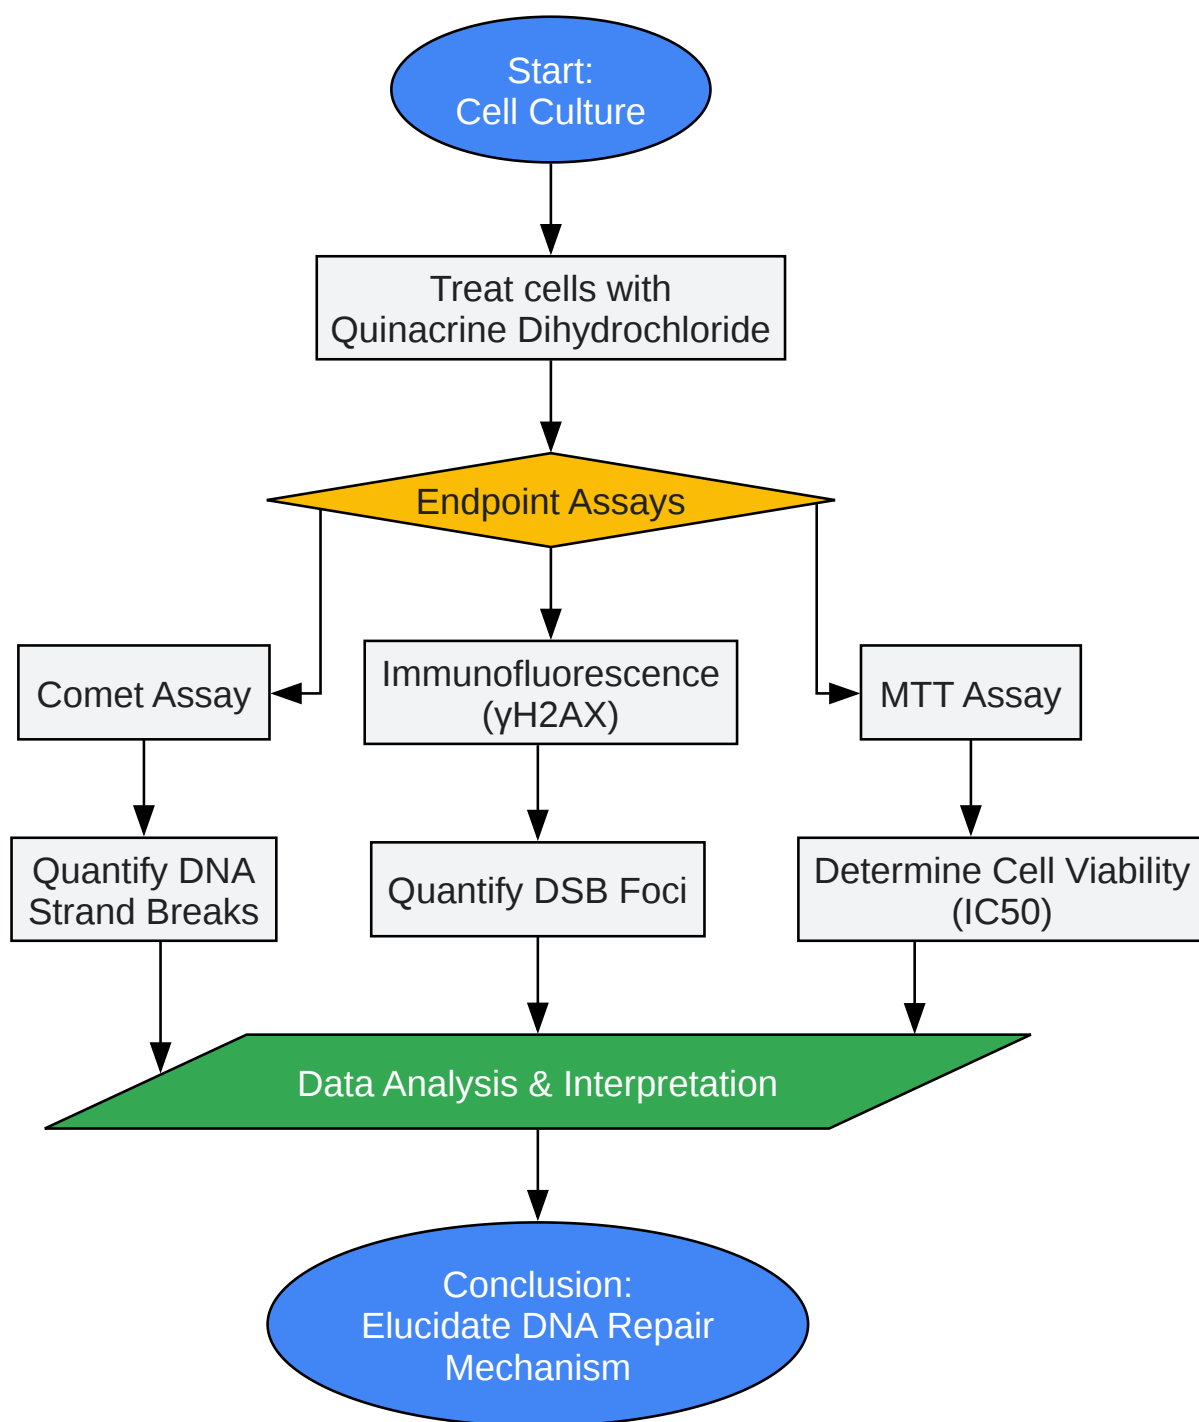 Start:
Cell Culture
Treat cells with
Quinacrine Dihydrochloride
Endpoint Assays
Comet Assay
Immunofluorescence
(γH2AX)
MTT Assay
Quantify DNA
Strand Breaks
Quantify DSB Foci
Determine Cell Viability
(IC50)
Data Analysis & Interpretation
Conclusion:
Elucidate DNA Repair
Mechanism